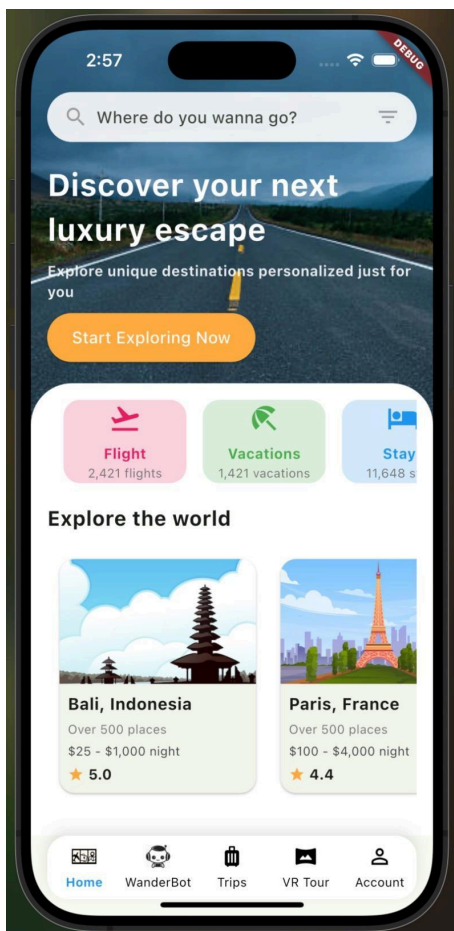 2:57
DEBUG
Where do you wanna go?
Discover your next
luxury escape
Explore unique destinations personalized just for
you
Start Exploring Now
Flight
2,421 flights
Vacations
1,421 vacations
Stay
11,648 s
Explore the world
Bali, Indonesia
Over 500 places
$25 - $1,000 night
5.0
Paris, France
Over 500 places
$100 - $4,000 night
4.4
Home
WanderBot
Trips
VR Tour
Account